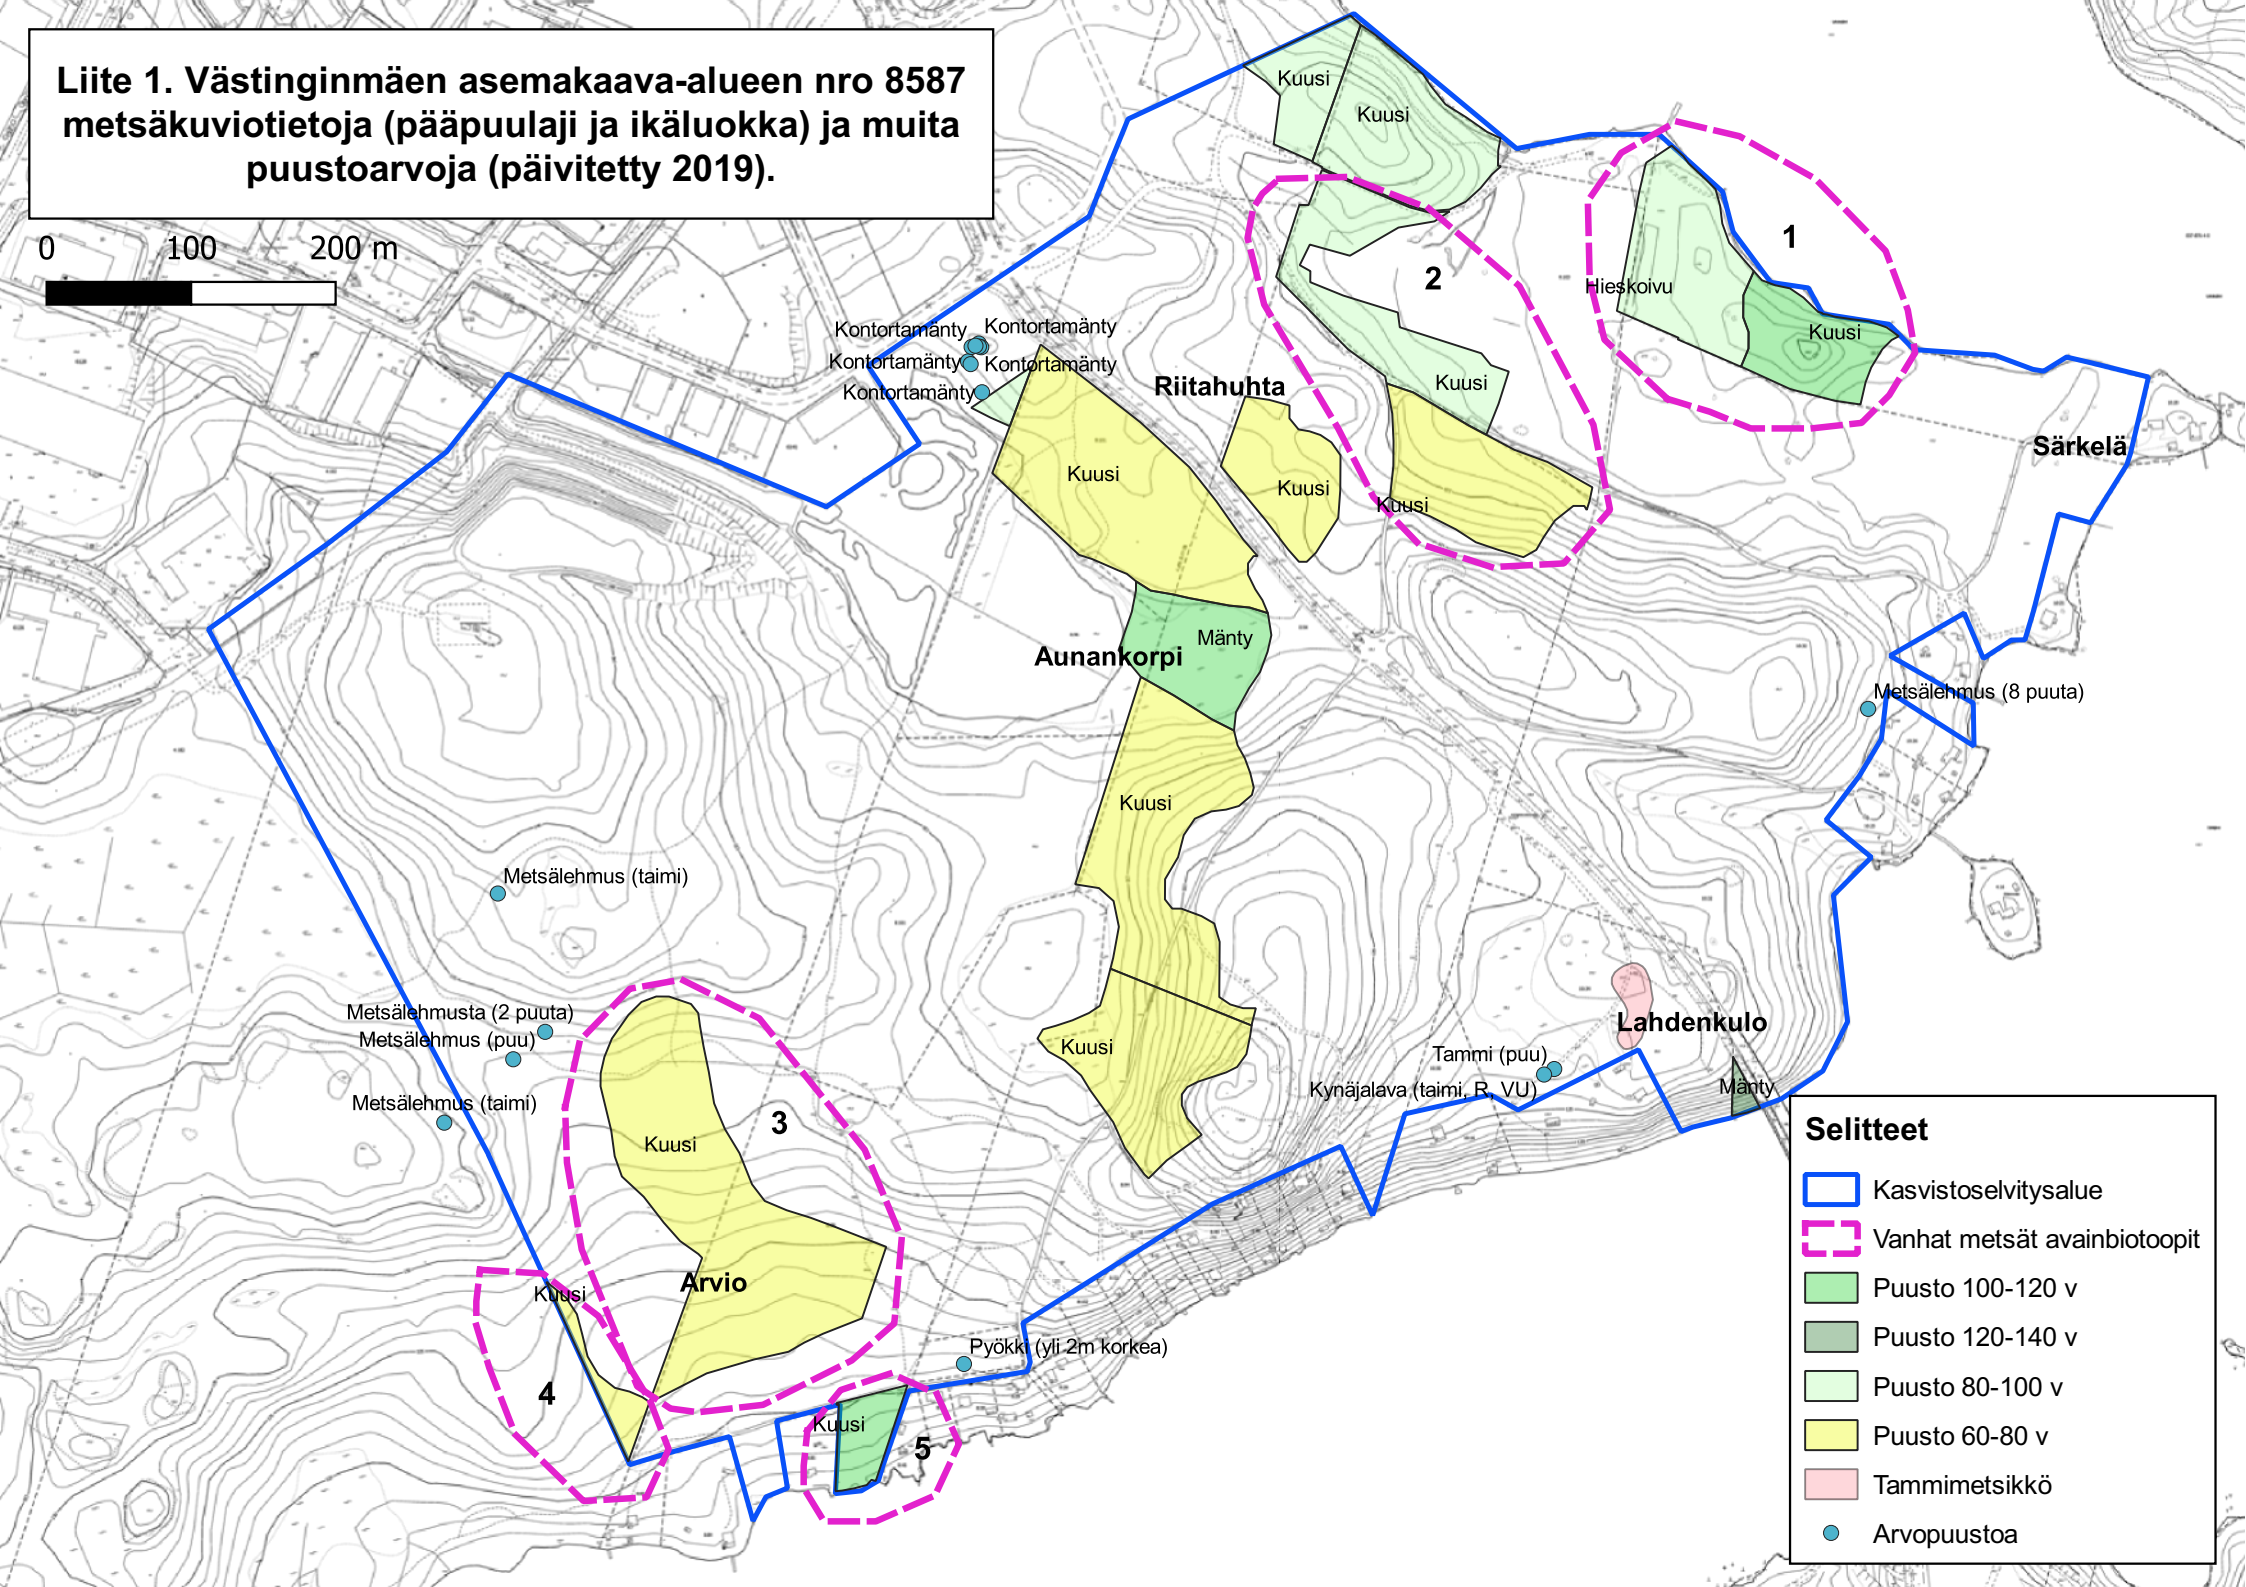 Liite 1. Västinginmäen asemakaava-alueen nro 8587
metsäkuviotietoja (pääpuulaji ja ikäluokka) ja muita
puustoarvoja (päivitetty 2019).
0 100 200 m
Kuusi
Kuusi
1
2
Hieskoivu
Kuusi
Kontortamänty
Kontortamänty
Kontortamänty
Kontortamänty
Kontortamänty
Riitahuhta
Kuusi
Särkelä
Kuusi
Kuusi
Kuusi
Mänty
Aunankorpi
Metsälehmus (8 puuta)
Kuusi
Metsälehmus (taimi)
Metsälehmusta (2 puuta)
Metsälehmus (puu)
Metsälehmus (taimi)
Kuusi
Lahdenkulo
Tammi (puu)
Kynäjalava (taimi, R, VU)
Mänty
3
Kuusi
Arvio
Kuusi
4
Pyökki (yli 2m korkea)
Kuusi
5
Selitteet
Kasvistoselvitysalue
Vanhat metsät avainbiotoopit
Puusto 100-120 v
Puusto 120-140 v
Puusto 80-100 v
Puusto 60-80 v
Tammimetsikkö
Arvopuustoa